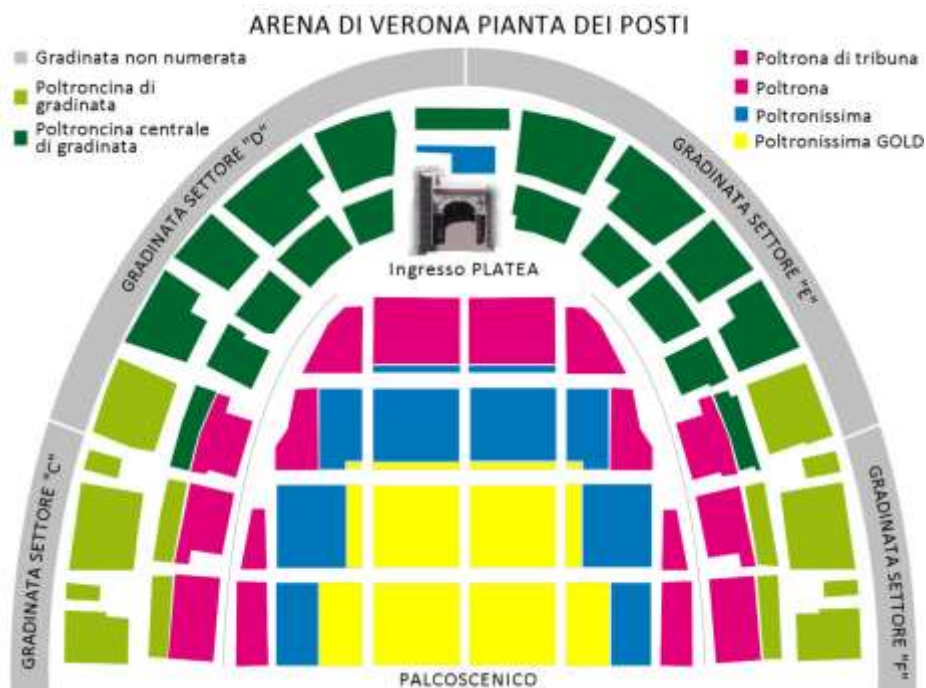 ARENA DI VERONA PIANTA DEI POSTI
Gradinata non numerata
Poltroncina di
gradinata
Poltroncina centrale
di gradinata
Poltrona di tribuna
Poltrona
Poltronissima
Poltronissima GOLD
GRADINATA SETTORE "D"
GRADINATA SETTORE "E"
Ingresso PLATEA
GRADINATA SETTORE "C"
GRADINATA SETTORE "F"
PALCOSCENICO